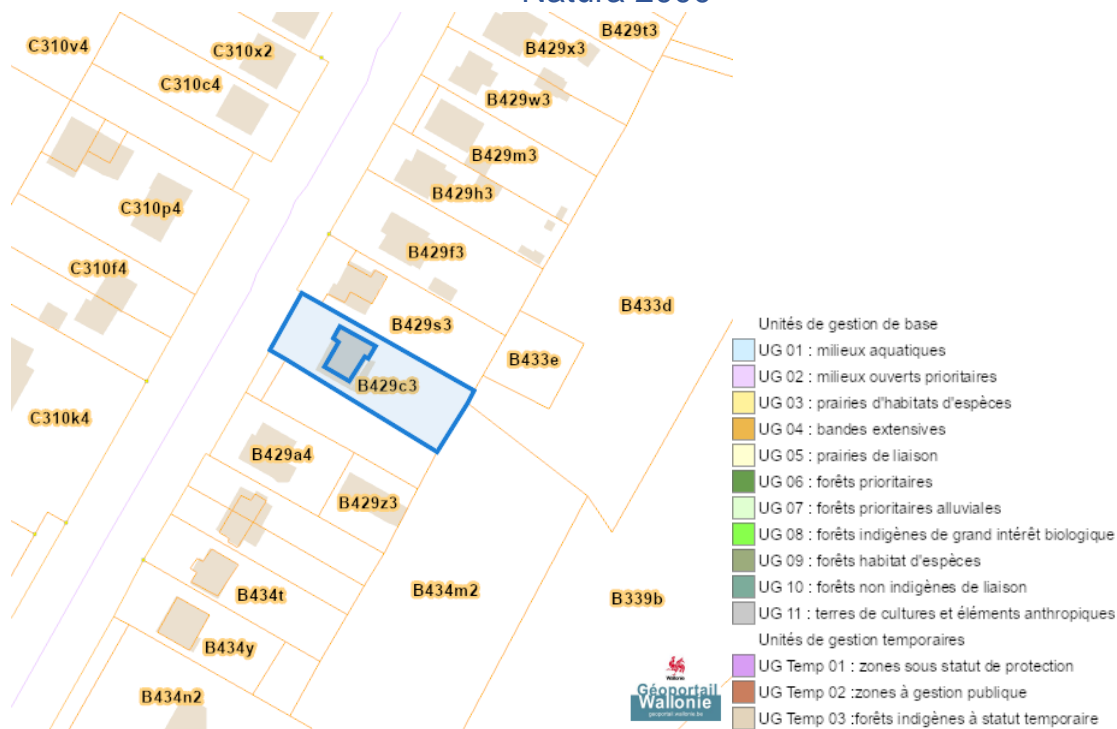 Natura 2000
C310v4
C310x2
C310c4
C310p4
C310f4
C310k4
B429t3
B429x3
B429w3
B429m3
B429h3
B429f3
B429s3
B429c3
B433d
B433e
B429a4
B429z3
B434t
B434m2
B339b
B434y
B434n2
Unités de gestion de base
UG 01 : milieux aquatiques
UG 02 : milieux ouverts prioritaires
UG 03 : prairies d'habitats d'espèces
UG 04 : bandes extensives
UG 05 : prairies de liaison
UG 06 : forêts prioritaires
UG 07 : forêts prioritaires alluviales
UG 08 : forêts indigènes de grand intérêt biologique
UG 09 : forêts habitat d'espèces
UG 10 : forêts non indigènes de liaison
UG 11 : terres de cultures et éléments anthropiques
Unités de gestion temporaires
UG Temp 01 : zones sous statut de protection
UG Temp 02 :zones à gestion publique
UG Temp 03 :forêts indigènes à statut temporaire
Wallonie
Géoportail
Wallonie
geoportail.wallonie.be